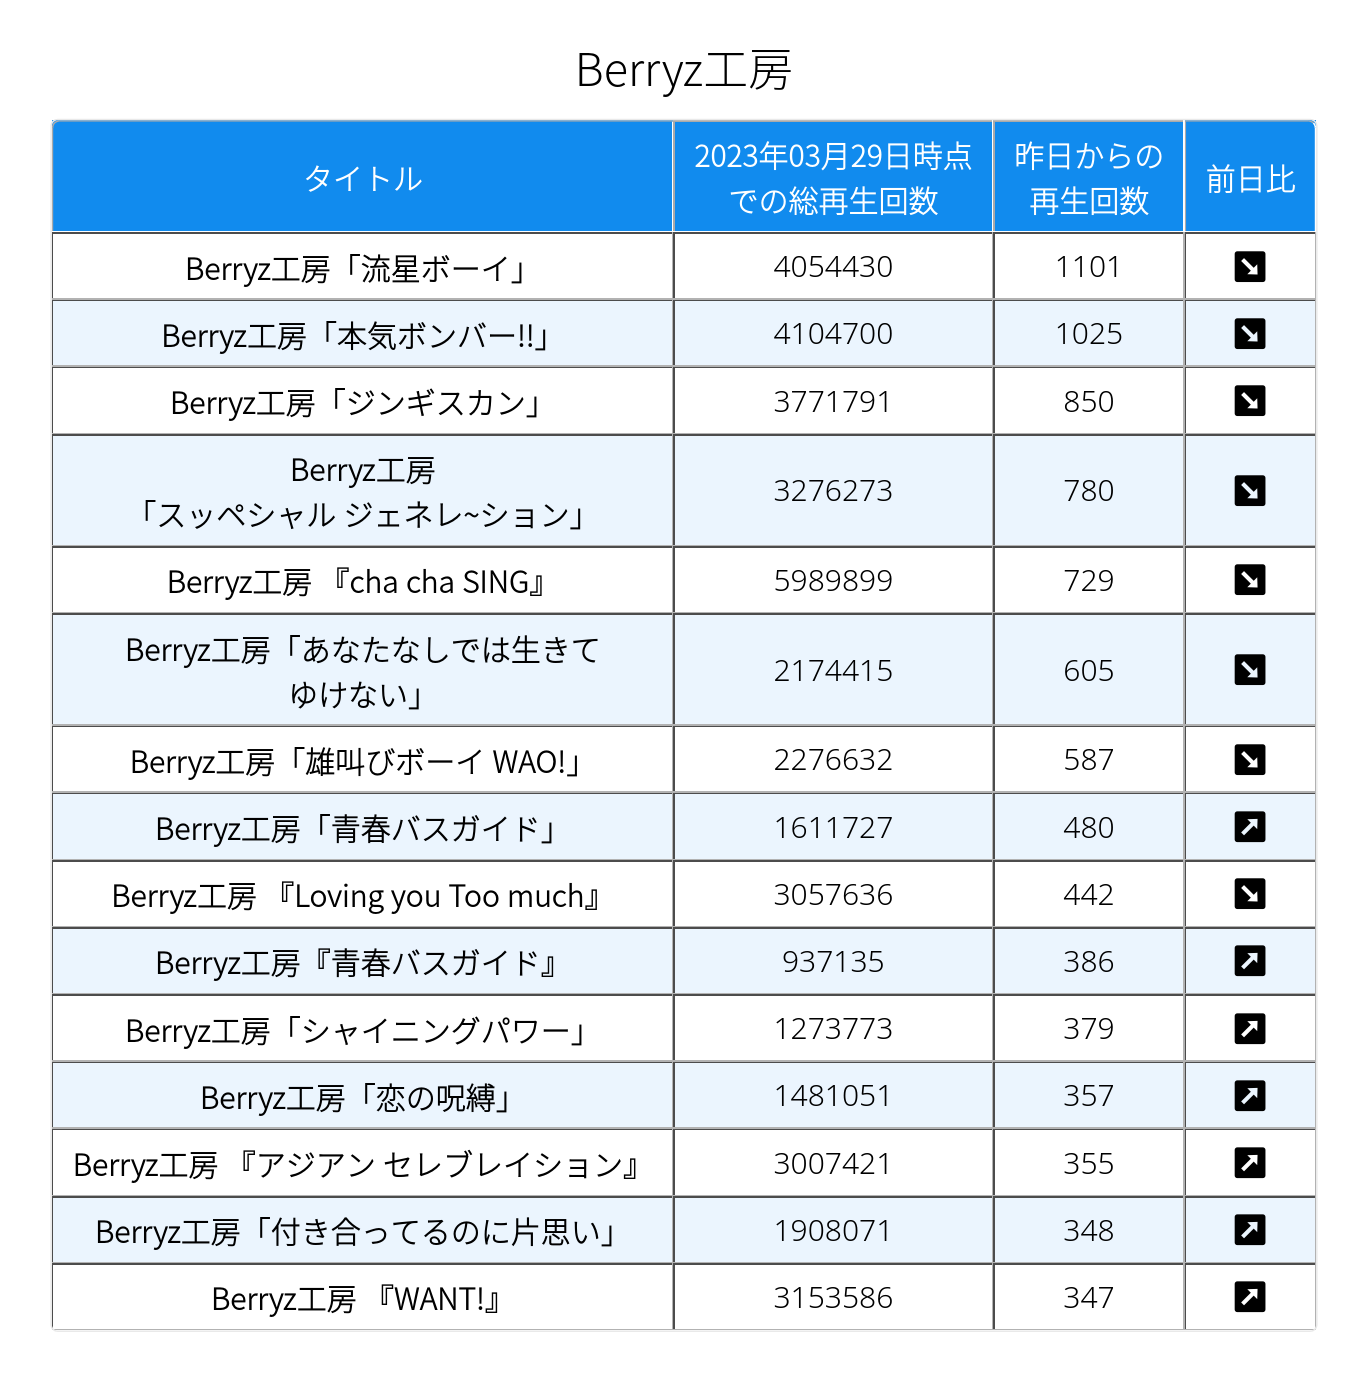 Berryz工房
タイトル
2023年03月29日時点
での総再生回数
昨日からの
再生回数
前日比
Berryz工房「流星ボーイ」 4054430 1101 ↘
Berryz工房「本気ボンバー!!」 4104700 1025 ↘
Berryz工房「ジンギスカン」 3771791 850 ↘
Berryz工房
「スッペシャル ジェネレ~ション」 3276273 780 ↘
Berryz工房 『cha cha SING』 5989899 729 ↘
Berryz工房「あなたなしでは生きて
ゆけない」 2174415 605 ↘
Berryz工房「雄叫びボーイ WAO!」 2276632 587 ↘
Berryz工房「青春バスガイド」 1611727 480 ↗
Berryz工房 『Loving you Too much』 3057636 442 ↘
Berryz工房『青春バスガイド』 937135 386 ↗
Berryz工房「シャイニングパワー」 1273773 379 ↗
Berryz工房「恋の呪縛」 1481051 357 ↗
Berryz工房 『アジアン セレブレイション』 3007421 355 ↗
Berryz工房「付き合ってるのに片思い」 1908071 348 ↗
Berryz工房 『WANT!』 3153586 347 ↗